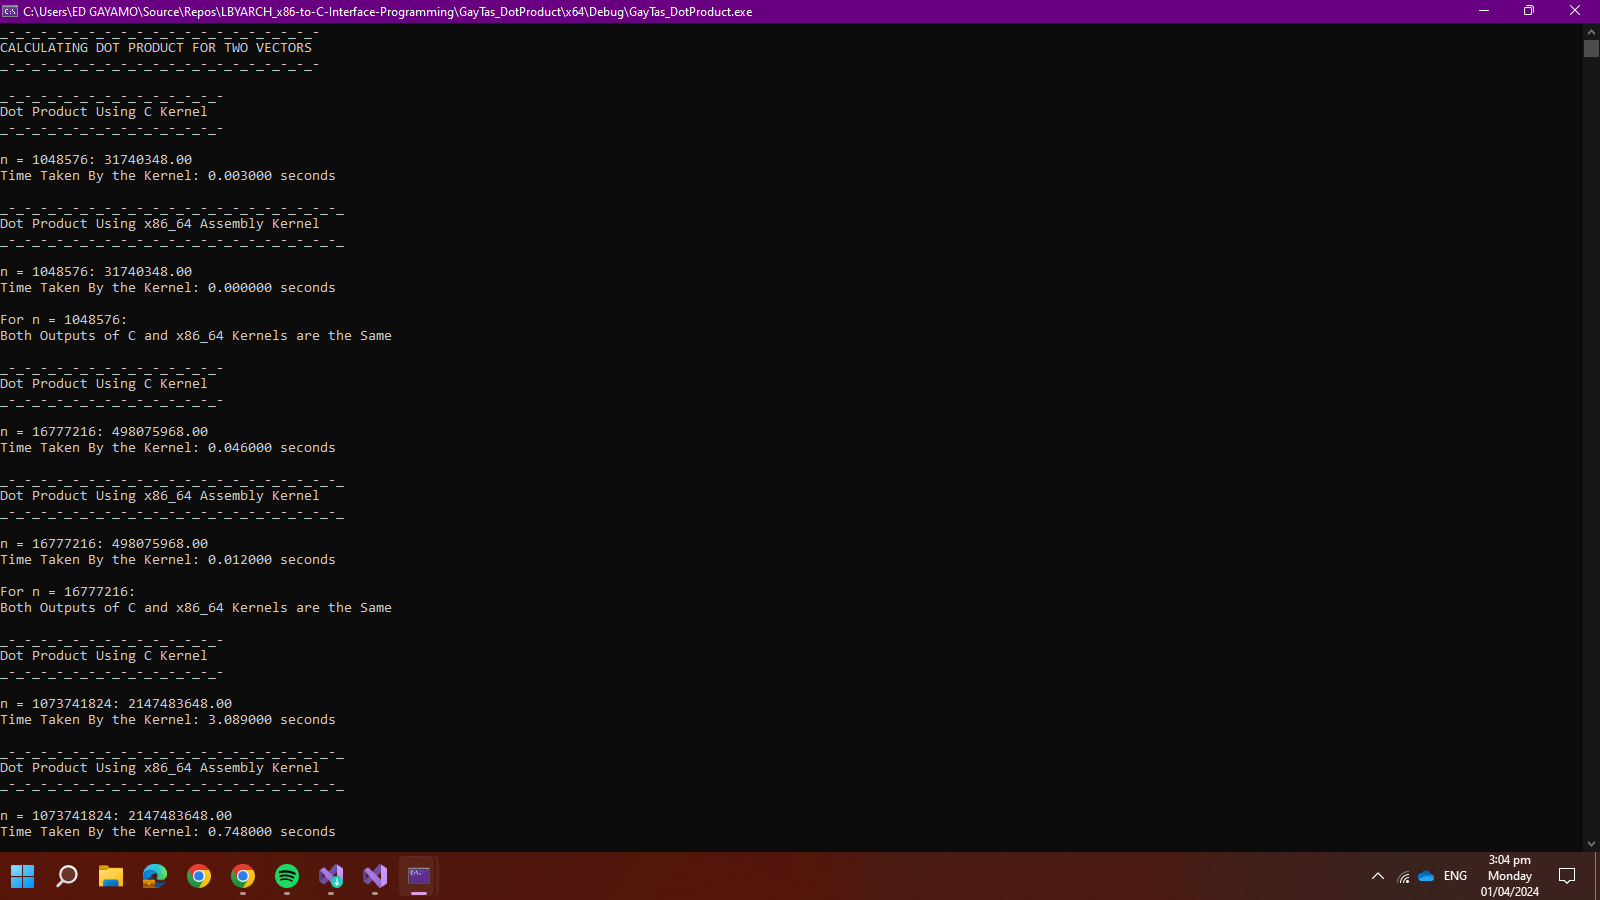 C:\Users\ED GAYAMO\Source\Repos\LBYARCH_x86-to-C-Interface-Programming\GayTas_DotProduct\x64\Debug\GayTas_DotProduct.exe
_-_-_-_-_-_-_-_-_-_-_-_-_-_-_-_-_-_-_-_-
CALCULATING DOT PRODUCT FOR TWO VECTORS
_-_-_-_-_-_-_-_-_-_-_-_-_-_-_-_-_-_-_-_-
_-_-_-_-_-_-_-_-_-_-_-_-_-_-
Dot Product Using C Kernel
_-_-_-_-_-_-_-_-_-_-_-_-_-_-
n = 1048576: 31740348.00
Time Taken By the Kernel: 0.003000 seconds
_-_-_-_-_-_-_-_-_-_-_-_-_-_-_-_-_-_-_-_-_-_
Dot Product Using x86_64 Assembly Kernel
_-_-_-_-_-_-_-_-_-_-_-_-_-_-_-_-_-_-_-_-_-_
n = 1048576: 31740348.00
Time Taken By the Kernel: 0.000000 seconds
For n = 1048576:
Both Outputs of C and x86_64 Kernels are the Same
_-_-_-_-_-_-_-_-_-_-_-_-_-_-
Dot Product Using C Kernel
_-_-_-_-_-_-_-_-_-_-_-_-_-_-
n = 16777216: 498075968.00
Time Taken By the Kernel: 0.046000 seconds
_-_-_-_-_-_-_-_-_-_-_-_-_-_-_-_-_-_-_-_-_-_
Dot Product Using x86_64 Assembly Kernel
_-_-_-_-_-_-_-_-_-_-_-_-_-_-_-_-_-_-_-_-_-_
n = 16777216: 498075968.00
Time Taken By the Kernel: 0.012000 seconds
For n = 16777216:
Both Outputs of C and x86_64 Kernels are the Same
_-_-_-_-_-_-_-_-_-_-_-_-_-_-
Dot Product Using C Kernel
_-_-_-_-_-_-_-_-_-_-_-_-_-_-
n = 1073741824: 2147483648.00
Time Taken By the Kernel: 3.089000 seconds
_-_-_-_-_-_-_-_-_-_-_-_-_-_-_-_-_-_-_-_-_-_
Dot Product Using x86_64 Assembly Kernel
_-_-_-_-_-_-_-_-_-_-_-_-_-_-_-_-_-_-_-_-_-_
n = 1073741824: 2147483648.00
Time Taken By the Kernel: 0.748000 seconds
ENG
3:04 pm
Monday
01/04/2024